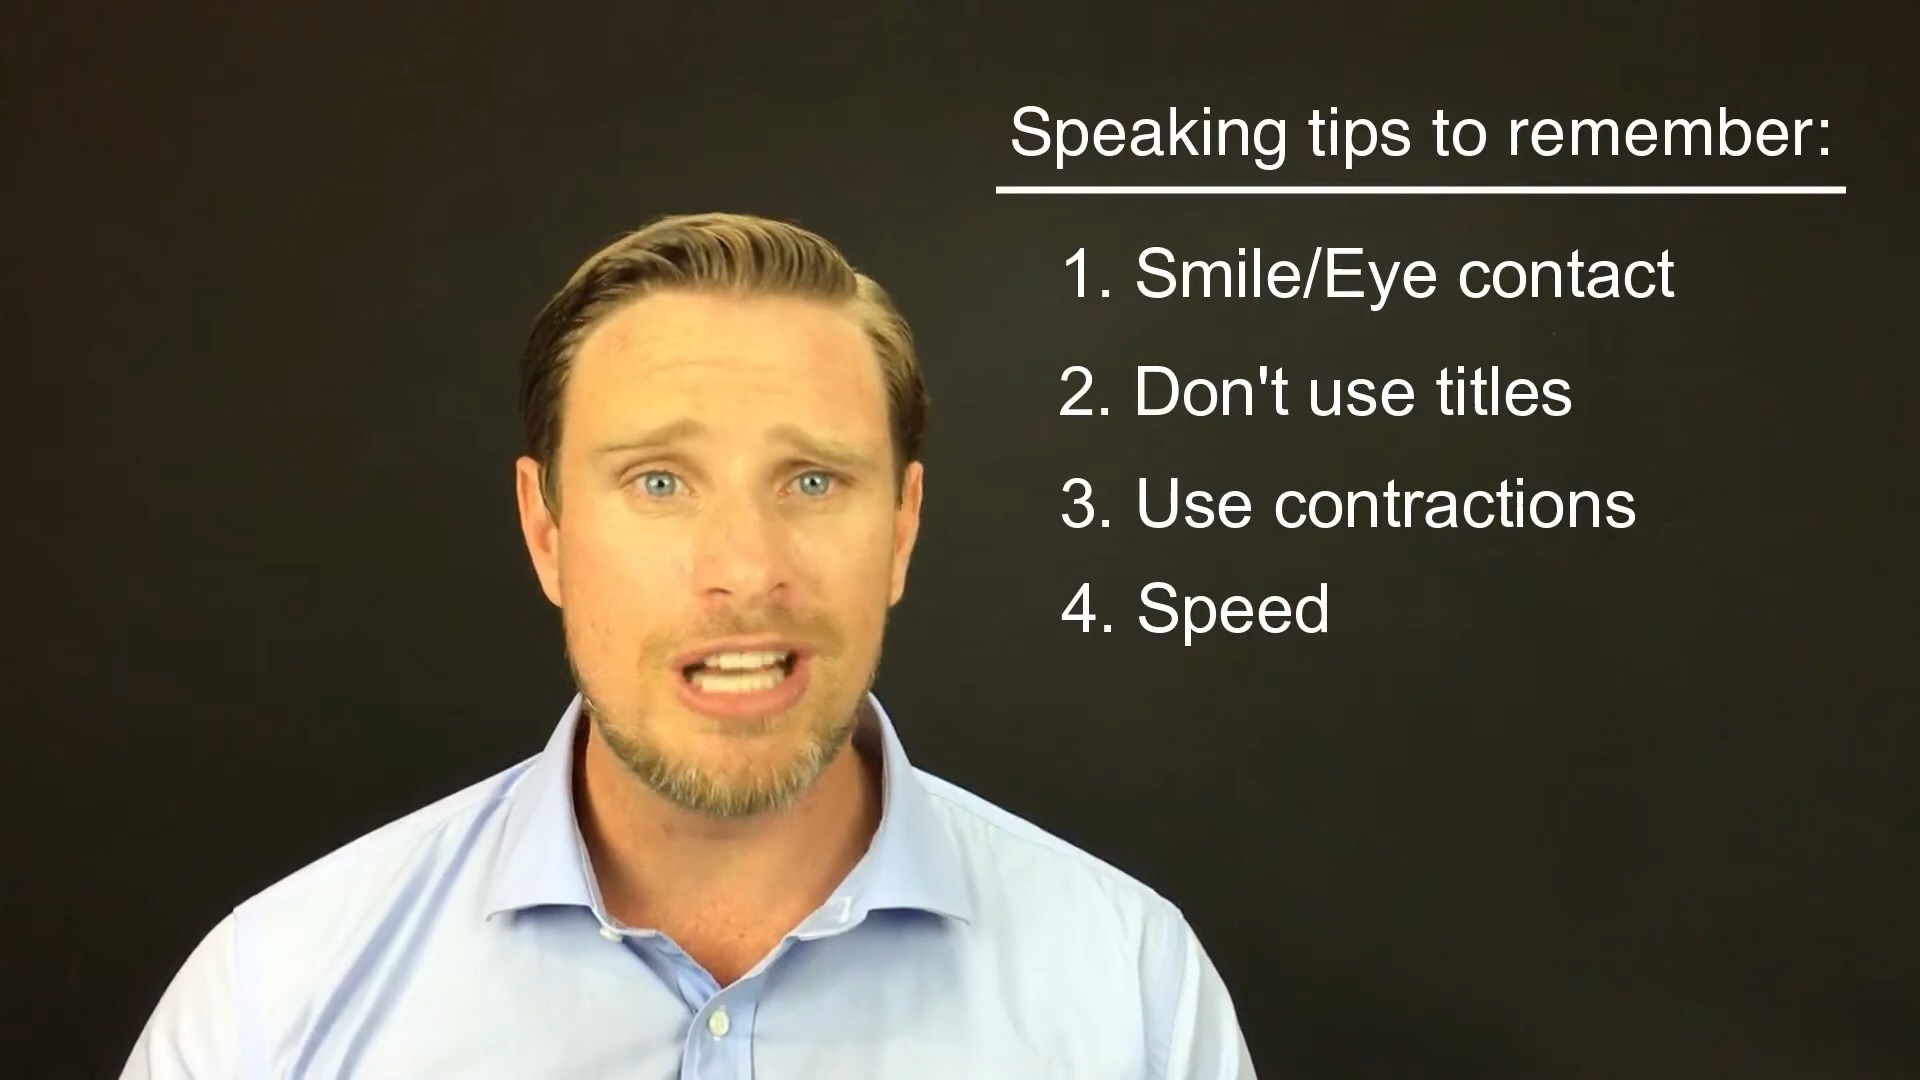 Speaking tips to remember:
1. Smile/Eye contact
2. Don't use titles
3. Use contractions
4. Speed